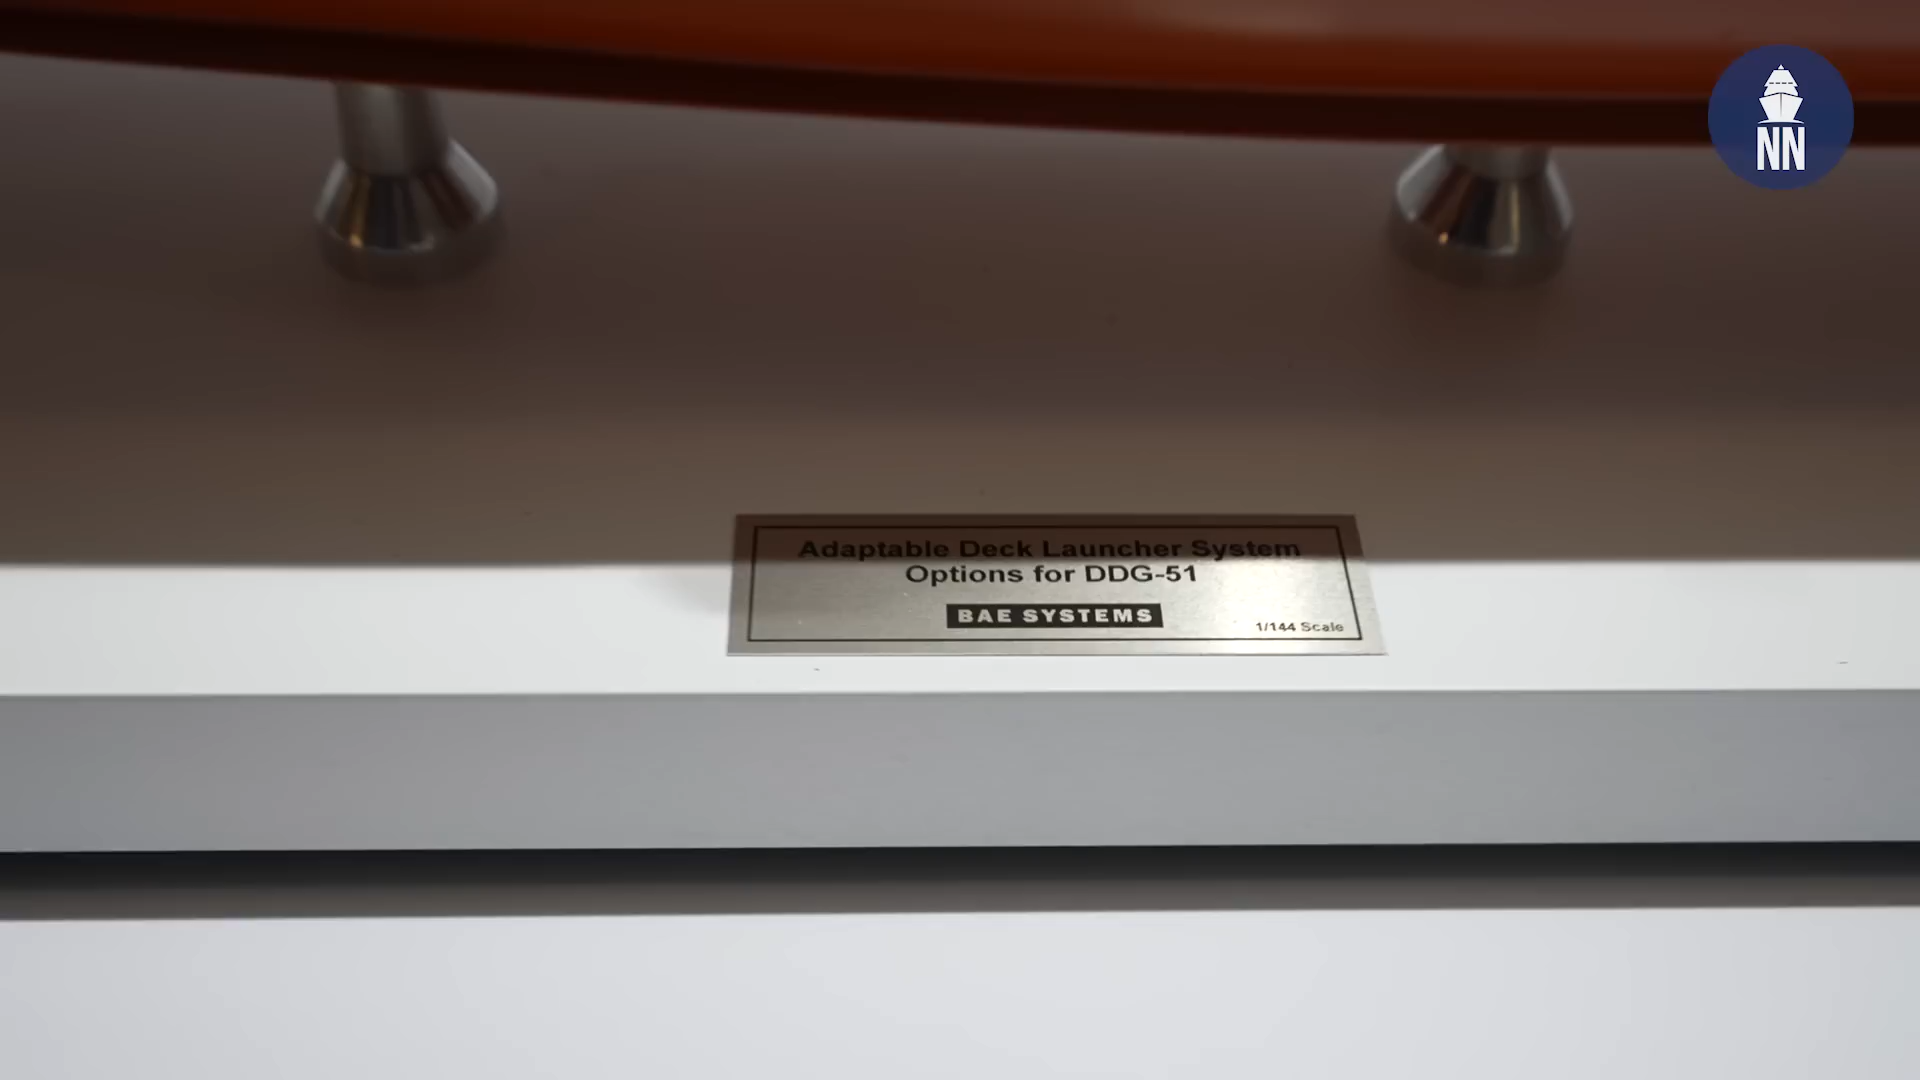 NN
Adaptable Deck Launcher System
Options for DDG-51
BAE SYSTEMS
1/144 Scale